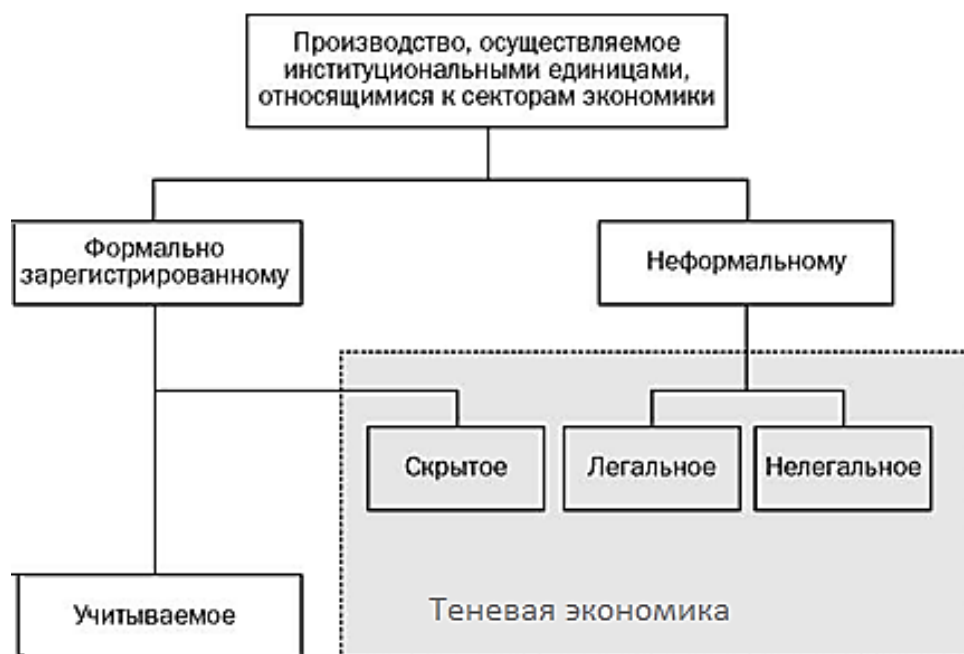 Производство, осуществляемое
институциональными единицами,
относящимися к секторам экономики
Формально
зарегистрированному
Неформальному
Скрытое
Легальное
Нелегальное
Учитываемое
Теневая экономика